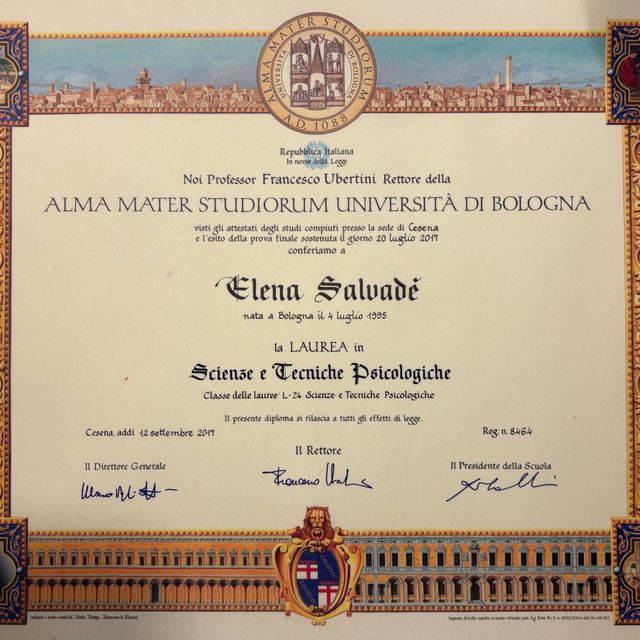 ALMA MATER STUDIORUM
UNIVERSITÀ DI BOLOGNA
A.D. 1088
Repubblica Italiana
In nome della Legge
Noi Professor Francesco Ubertini Rettore della
ALMA MATER STUDIORUM UNIVERSITÀ DI BOLOGNA
visti gli attestati degli studi compiuti presso la sede di Cesena
e l'esito della prova finale sostenuta il giorno 20 luglio 2017
conferiamo a
Elena Salvadé
nata a Bologna il 4 luglio 1995
la LAUREA in
Scienze e Tecniche Psicologiche
Classe delle lauree L-24 Scienze e Tecniche Psicologiche
Il presente diploma si rilascia a tutti gli effetti di legge.
Cesena, addì 12 settembre 2017
Reg. n. 8464
Il Direttore Generale
Il Rettore
Il Presidente della Scuola